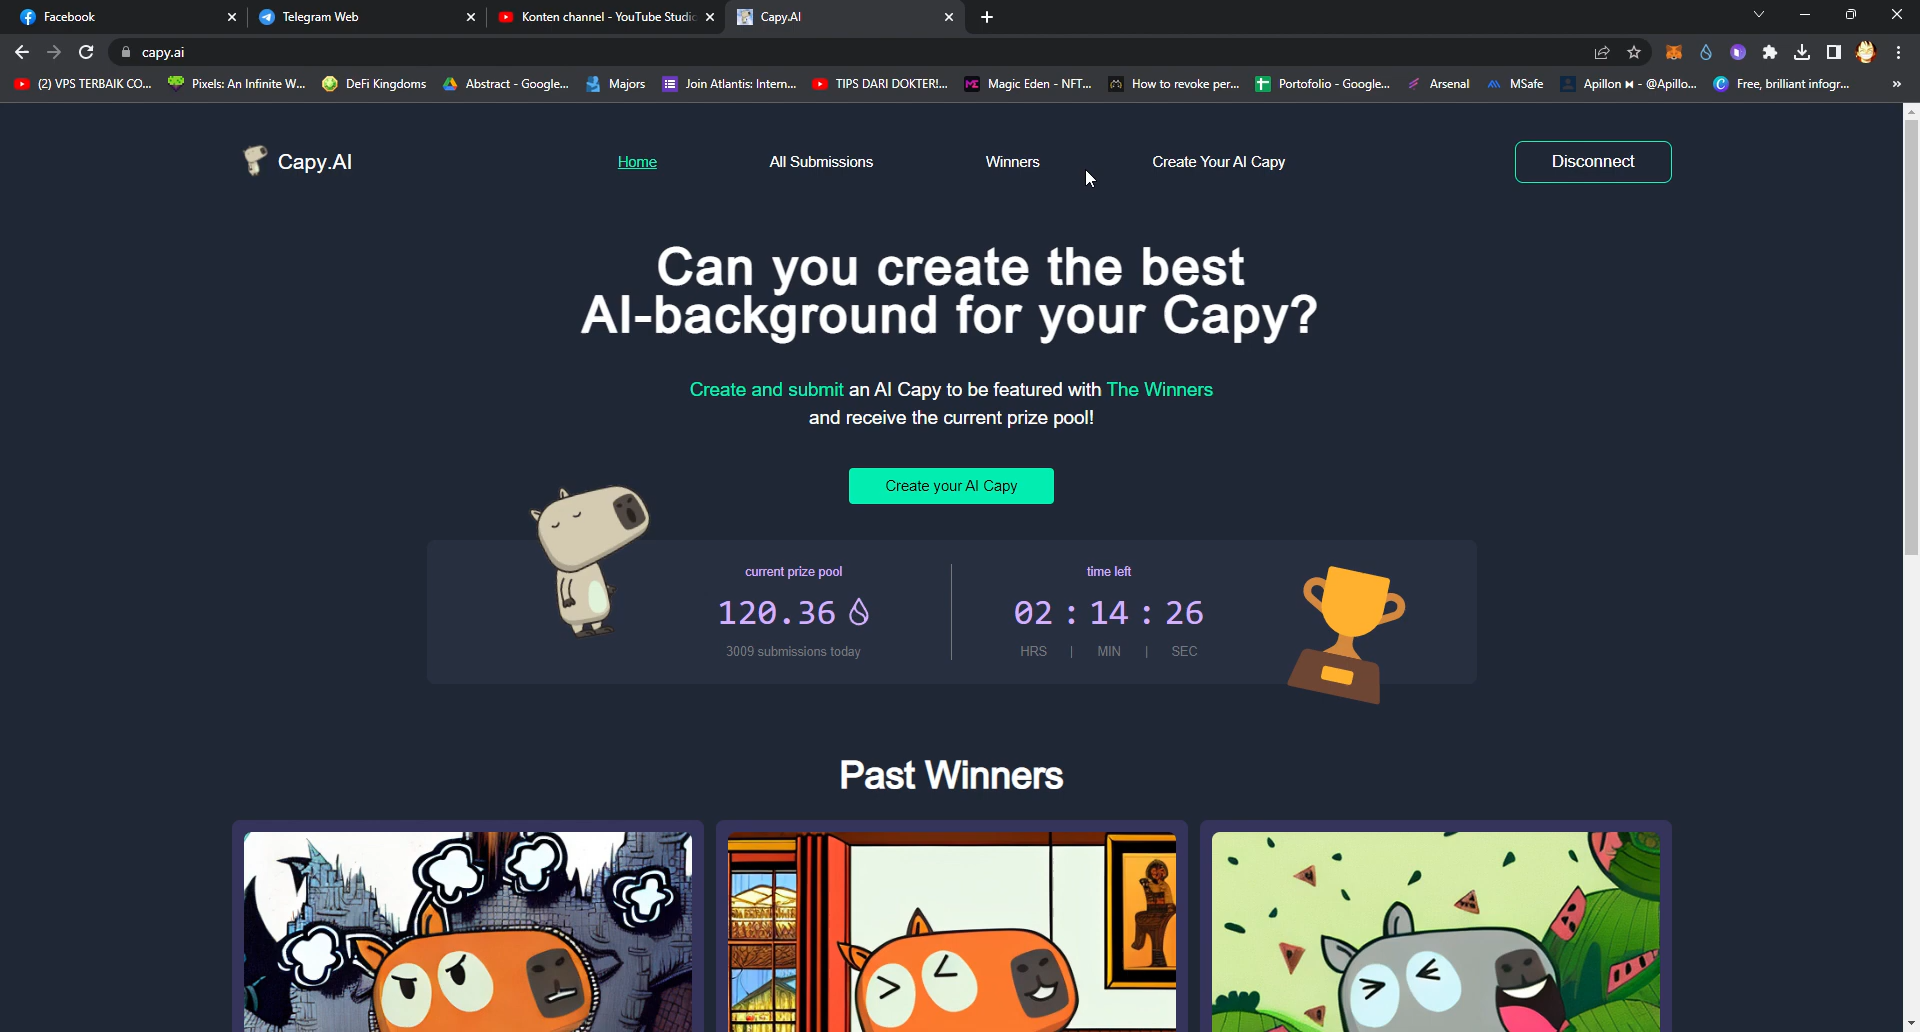 Facebook
Telegram Web
Konten channel - YouTube Studio
Capy.AI
capy.ai
(2) VPS TERBAIK CO...
Pixels: An Infinite W...
DeFi Kingdoms
Abstract - Google...
Majors
Join Atlantis: Intern...
TIPS DARI DOKTER!...
Magic Eden - NFT...
How to revoke per...
Portofolio - Google...
Arsenal
MSafe
Apillon ⧓ - @Apillo...
Free, brilliant infogr...
»
Capy.AI
Home
All Submissions
Winners
Create Your AI Capy
Disconnect
Can you create the best
AI-background for your Capy?
Create and submit an AI Capy to be featured with The Winners
and receive the current prize pool!
Create your AI Capy
current prize pool
120.36
3009 submissions today
time left
02 : 14 : 26
HRS | MIN | SEC
Past Winners